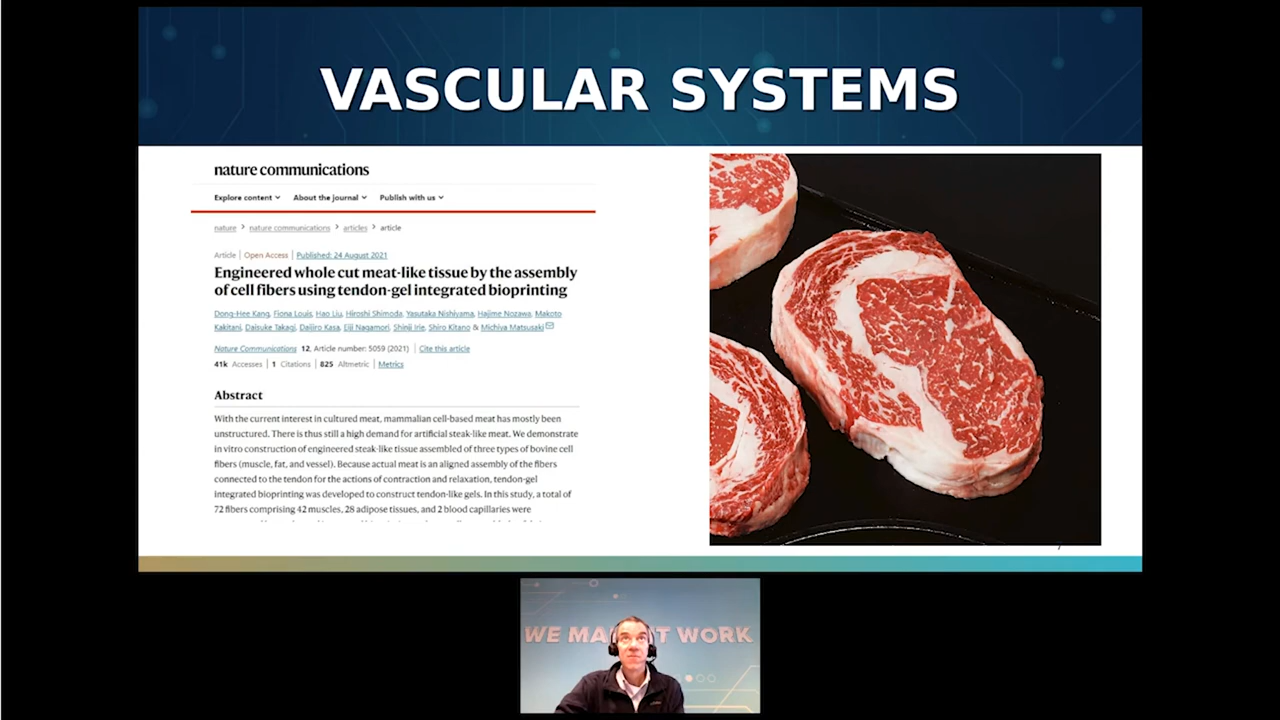 VASCULAR SYSTEMS
nature communications
Explore content About the journal Publish with us
nature > nature communications > articles > article
Article | Open Access | Published: 24 August 2021
Engineered whole cut meat-like tissue by the assembly
of cell fibers using tendon-gel integrated bioprinting
Dong-Hee Kang, Fiona Louis, Hao Liu, Hiroshi Shimoda, Yasutaka Nishiyama, Hajime Nozawa, Makoto
Kakitani, Daisuke Takagi, Daijiro Kasa, Eiji Nagamori, Shinji Irie, Shiro Kitano & Michiya Matsusaki
Nature Communications 12, Article number: 5059 (2021) | Cite this article
41k Accesses | 1 Citations | 825 Altmetric | Metrics
Abstract
With the current interest in cultured meat, mammalian cell-based meat has mostly been
unstructured. There is thus still a high demand for artificial steak-like meat. We demonstrate
in vitro construction of engineered steak-like tissue assembled of three types of bovine cell
fibers (muscle, fat, and vessel). Because actual meat is an aligned assembly of the fibers
connected to the tendon for the actions of contraction and relaxation, tendon-gel
integrated bioprinting was developed to construct tendon-like gels. In this study, a total of
72 fibers comprising 42 muscles, 28 adipose tissues, and 2 blood capillaries were
WE MA T WORK